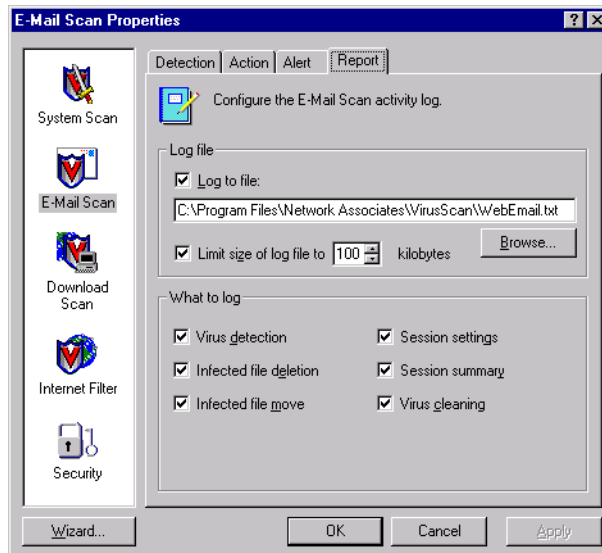 E-Mail Scan Properties
System Scan
E-Mail Scan
Download
Scan
Internet Filter
Security
Detection
Action
Alert
Report
Configure the E-Mail Scan activity log.
Log file
Log to file:
C:\Program Files\Network Associates\VirusScan\WebEmail.txt
Limit size of log file to 100 kilobytes
Browse...
What to log
Virus detection
Session settings
Infected file deletion
Session summary
Infected file move
Virus cleaning
Wizard...
OK
Cancel
Apply